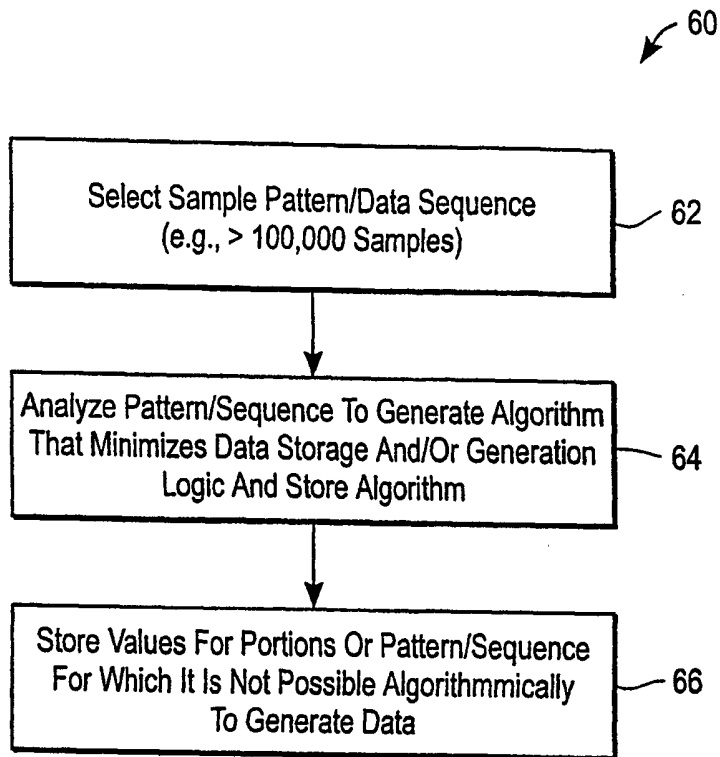 60
Select Sample Pattern/Data Sequence
(e.g., > 100,000 Samples)
62
Analyze Pattern/Sequence To Generate Algorithm
That Minimizes Data Storage And/Or Generation
Logic And Store Algorithm
64
Store Values For Portions Or Pattern/Sequence
For Which It Is Not Possible Algorithmmically
To Generate Data
66